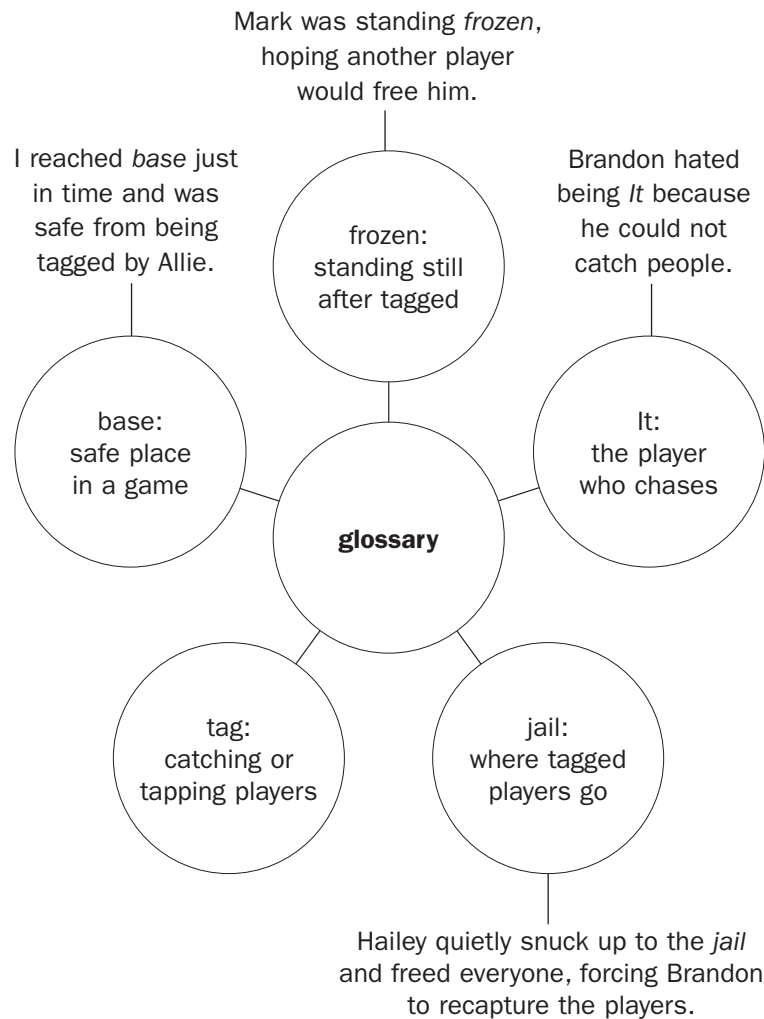 Mark was standing frozen,
hoping another player
would free him.
I reached base just
in time and was
safe from being
tagged by Allie.
Brandon hated
being It because
he could not
catch people.
frozen:
standing still
after tagged
base:
safe place
in a game
It:
the player
who chases
glossary
tag:
catching or
tapping players
jail:
where tagged
players go
Hailey quietly snuck up to the jail
and freed everyone, forcing Brandon
to recapture the players.